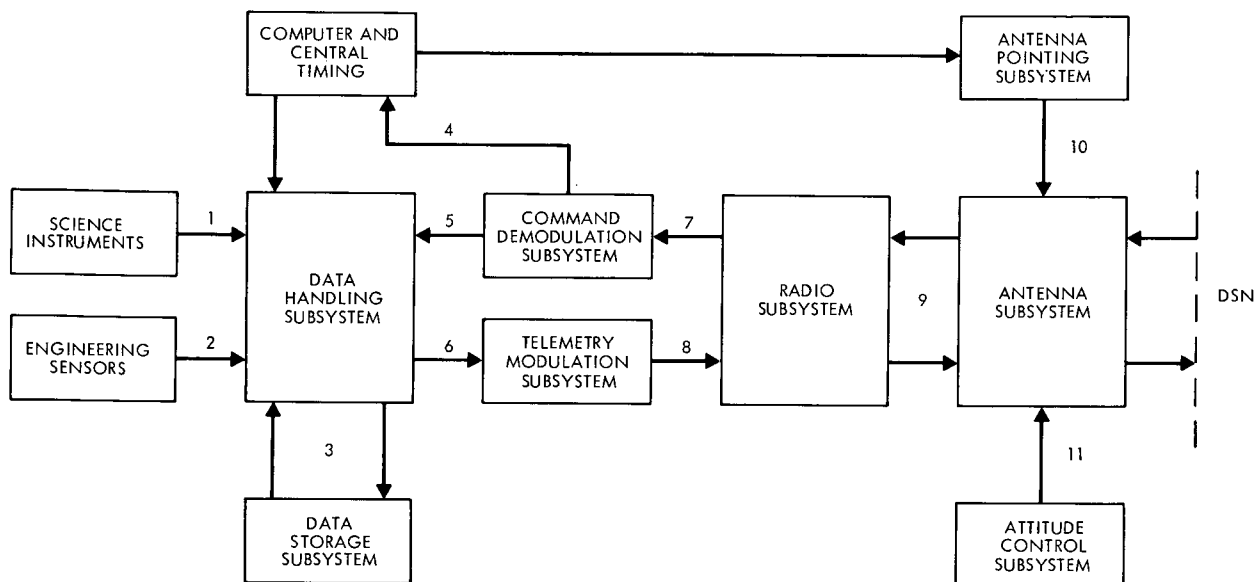 COMPUTER AND
CENTRAL
TIMING
ANTENNA
POINTING
SUBSYSTEM
4
10
SCIENCE
INSTRUMENTS
1
DATA
HANDLING
SUBSYSTEM
5
COMMAND
DEMODULATION
SUBSYSTEM
7
RADIO
SUBSYSTEM
9
ANTENNA
SUBSYSTEM
DSN
ENGINEERING
SENSORS
2
6
TELEMETRY
MODULATION
SUBSYSTEM
8
3
11
DATA
STORAGE
SUBSYSTEM
ATTITUDE
CONTROL
SUBSYSTEM